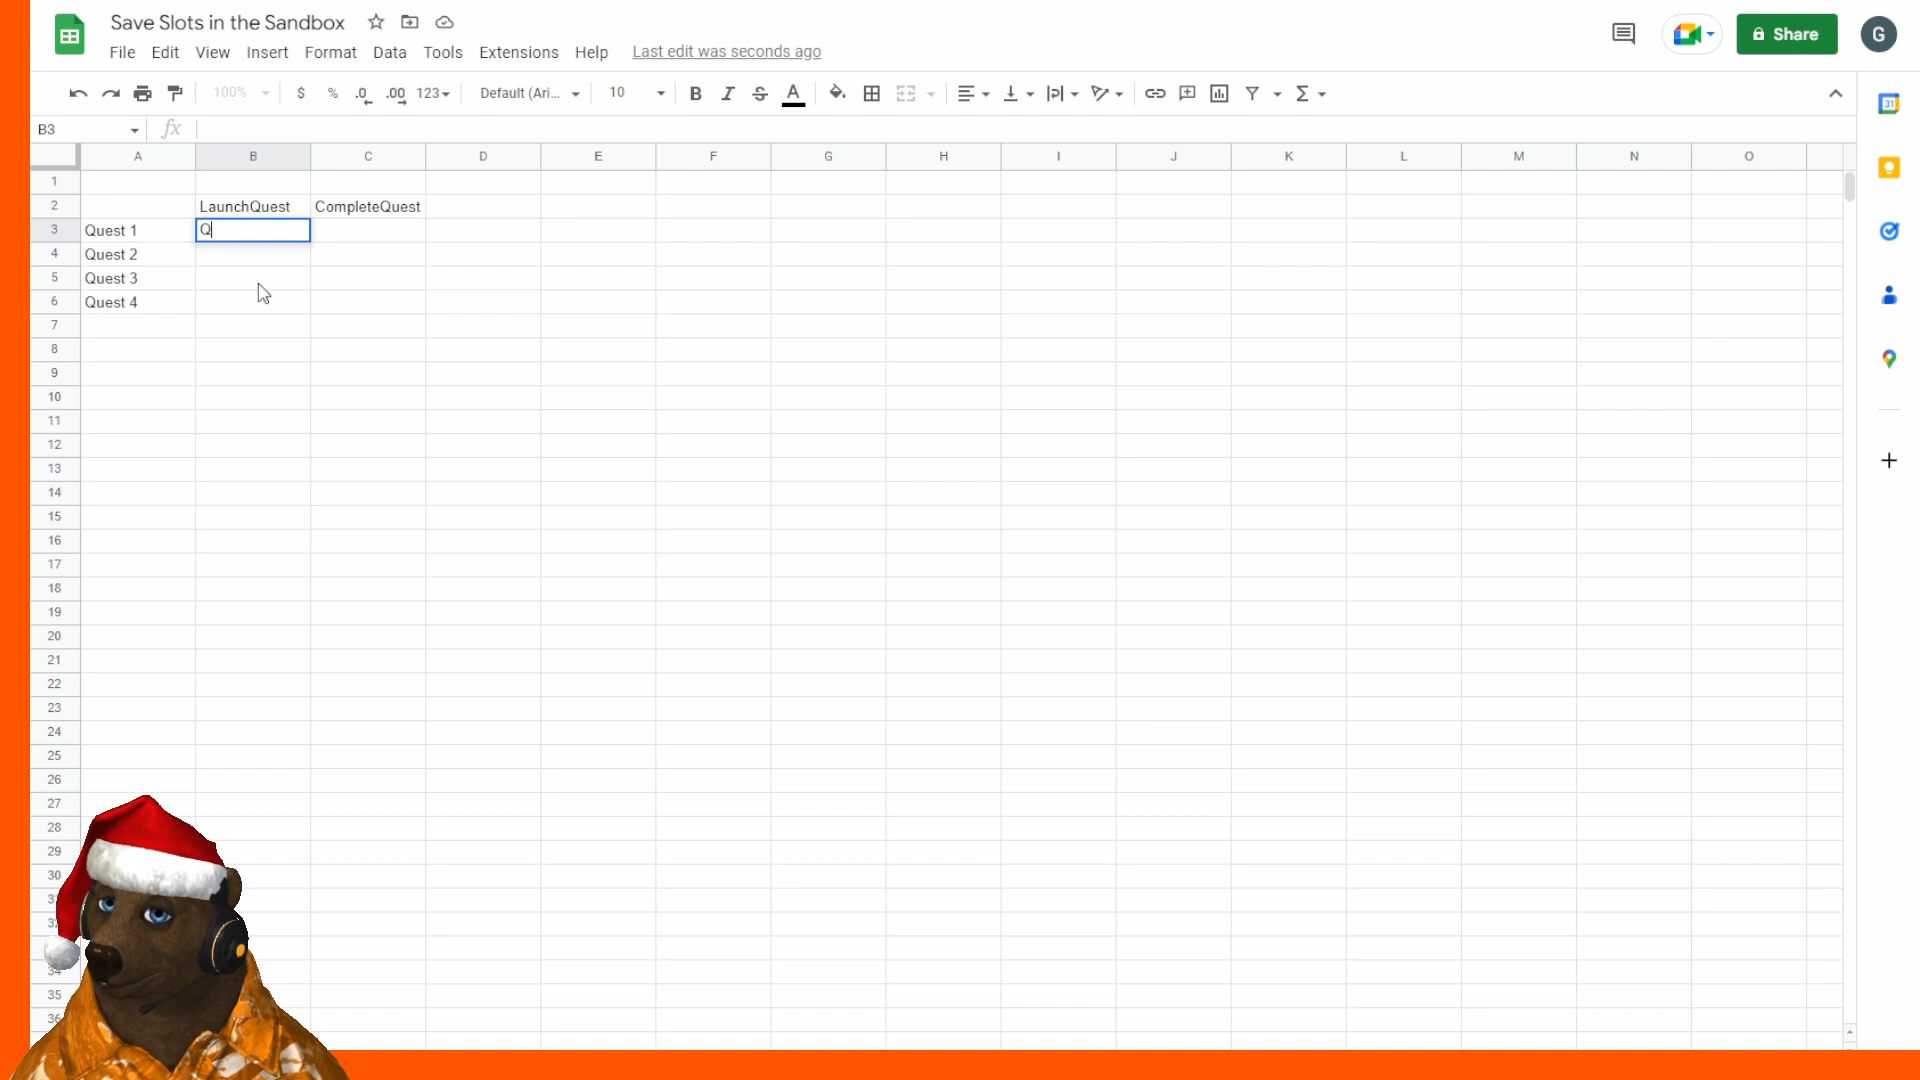 Save Slots in the Sandbox
File Edit View Insert Format Data Tools Extensions Help Last edit was seconds ago
Share
G
100% $ % .0 .00 123 Default (Ari... 10 B I S A
31
B3 fx
A B C D E F G H I J K L M N O
1
2 LaunchQuest CompleteQuest
3 Quest 1 Q
4 Quest 2
5 Quest 3
6 Quest 4
7
8
9
10
11
12
13
14
15
16
17
18
19
20
21
22
23
24
25
26
27
28
29
30
34
35